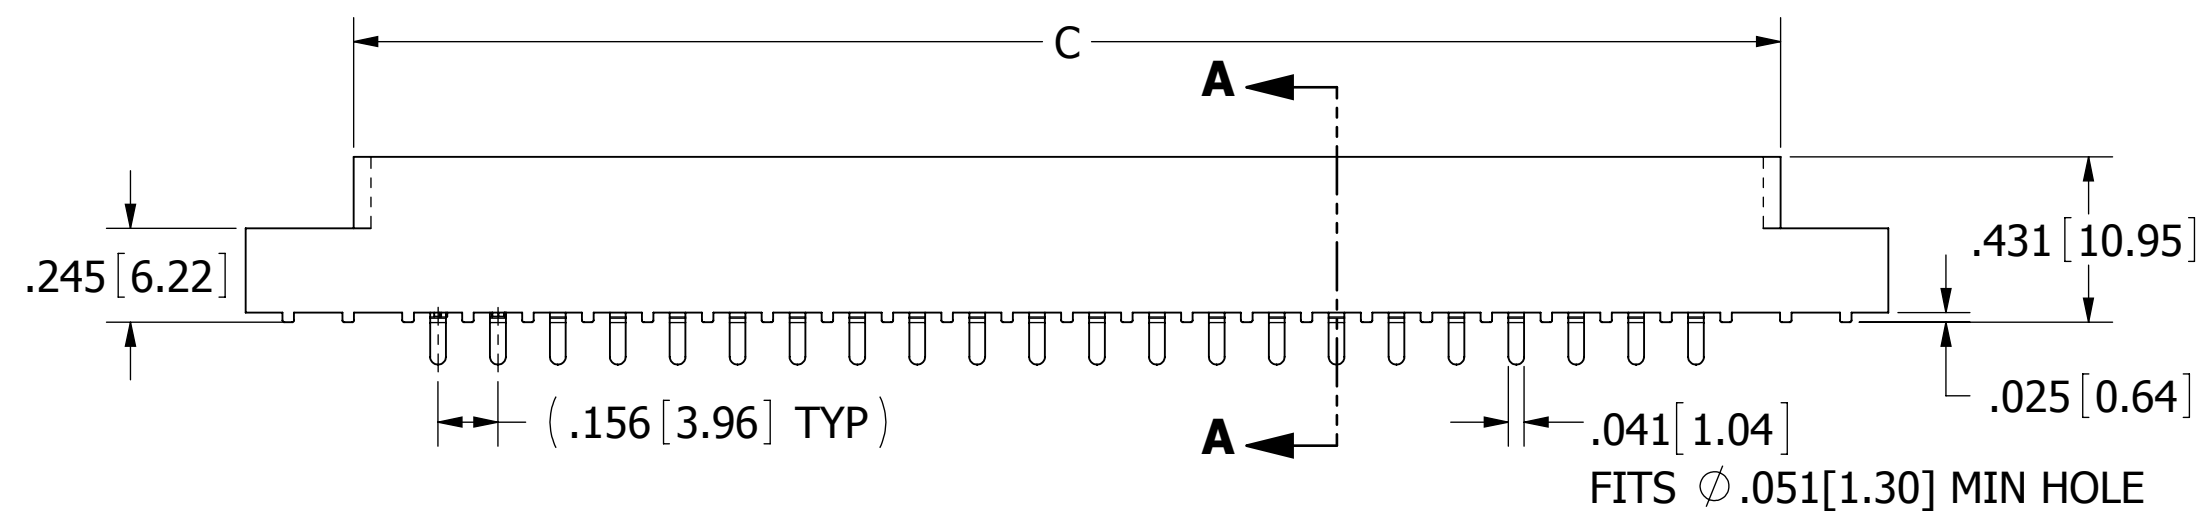 C
A
.431[10.95]
.245[6.22]
.025[0.64]
(.156[3.96] TYP)
A
.041[1.04]
FITS ∅.051[1.30] MIN HOLE